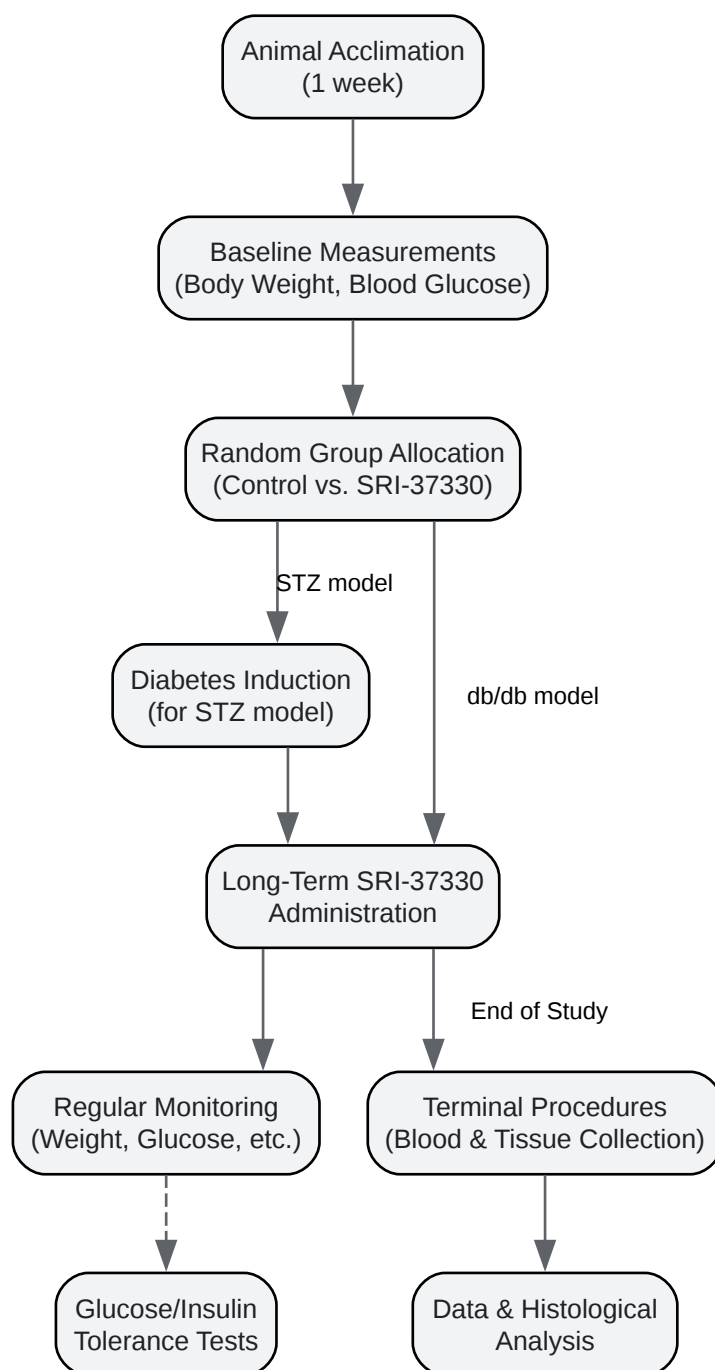 Animal Acclimation
(1 week)
Baseline Measurements
(Body Weight, Blood Glucose)
Random Group Allocation
(Control vs. SRI-37330)
STZ model
Diabetes Induction
(for STZ model)
db/db model
Long-Term SRI-37330
Administration
End of Study
Regular Monitoring
(Weight, Glucose, etc.)
Terminal Procedures
(Blood & Tissue Collection)
Glucose/Insulin
Tolerance Tests
Data & Histological
Analysis